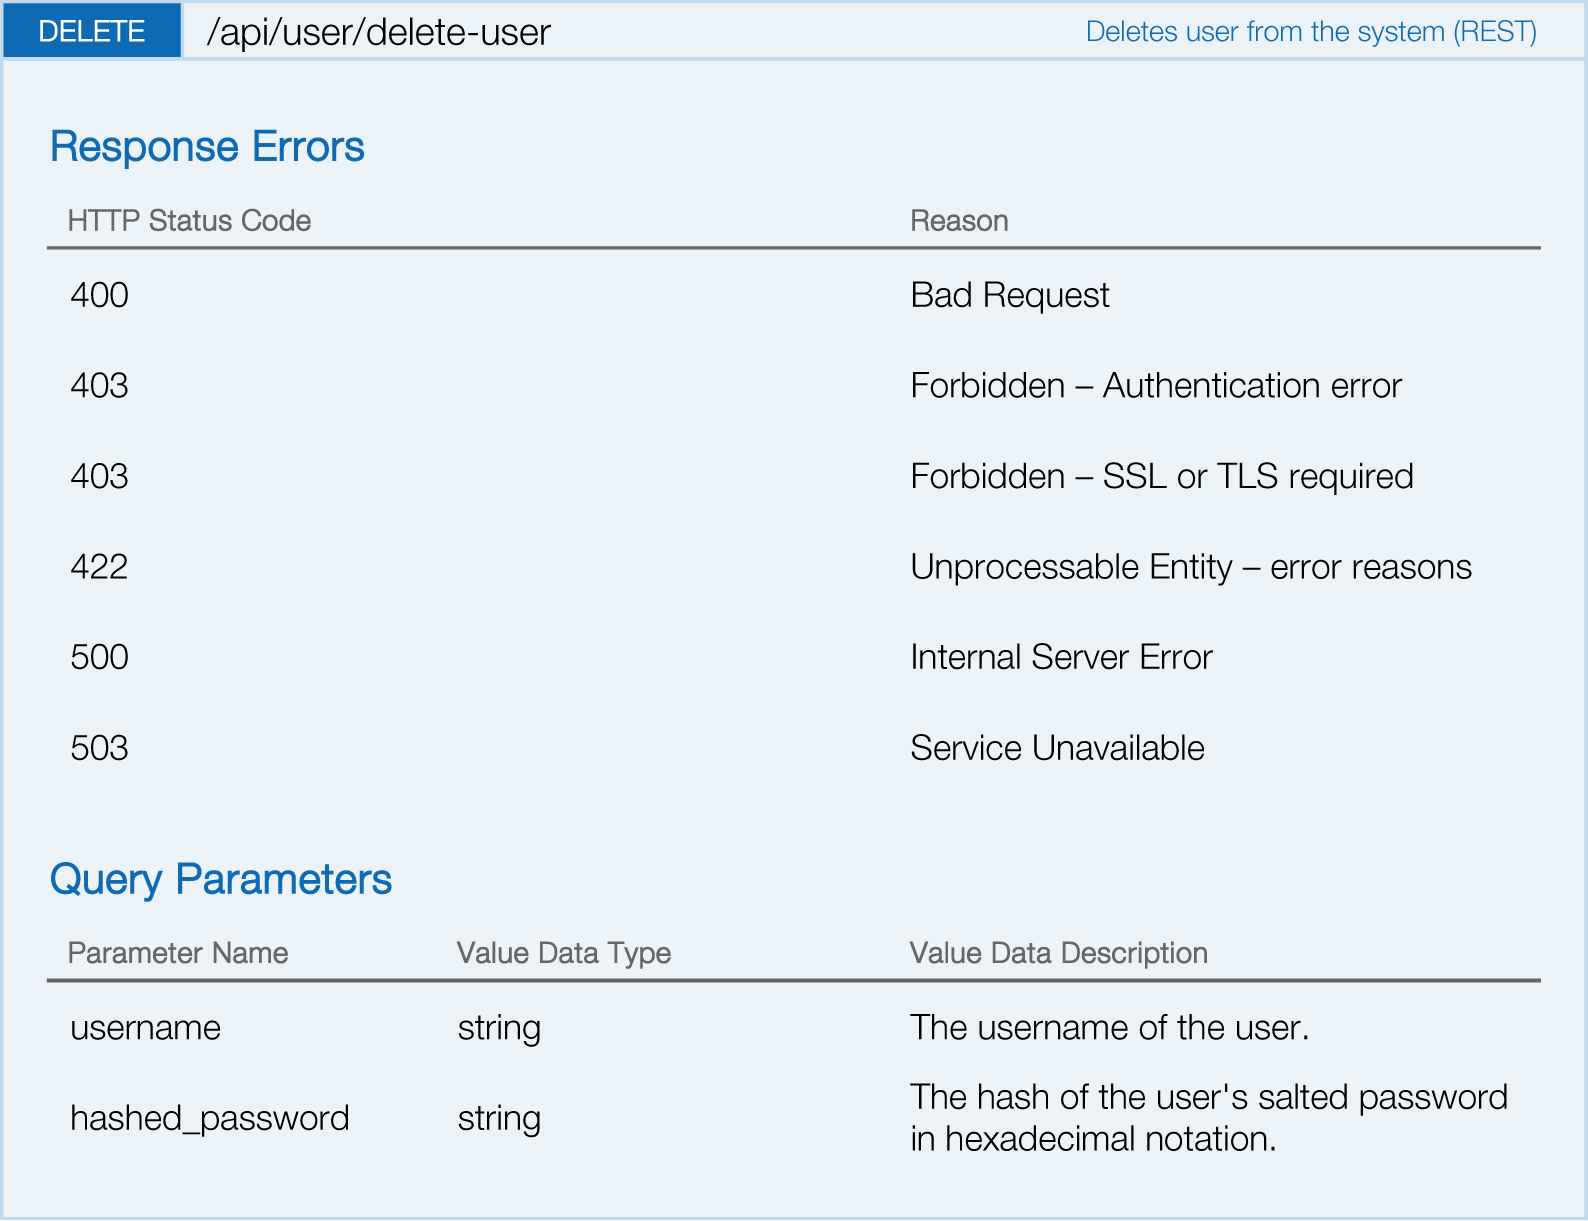 DELETE /api/user/delete-user Deletes user from the system (REST)
Response Errors
HTTP Status Code Reason
400 Bad Request
403 Forbidden – Authentication error
403 Forbidden – SSL or TLS required
422 Unprocessable Entity – error reasons
500 Internal Server Error
503 Service Unavailable
Query Parameters
Parameter Name Value Data Type Value Data Description
username string The username of the user.
hashed_password string The hash of the user's salted password
in hexadecimal notation.